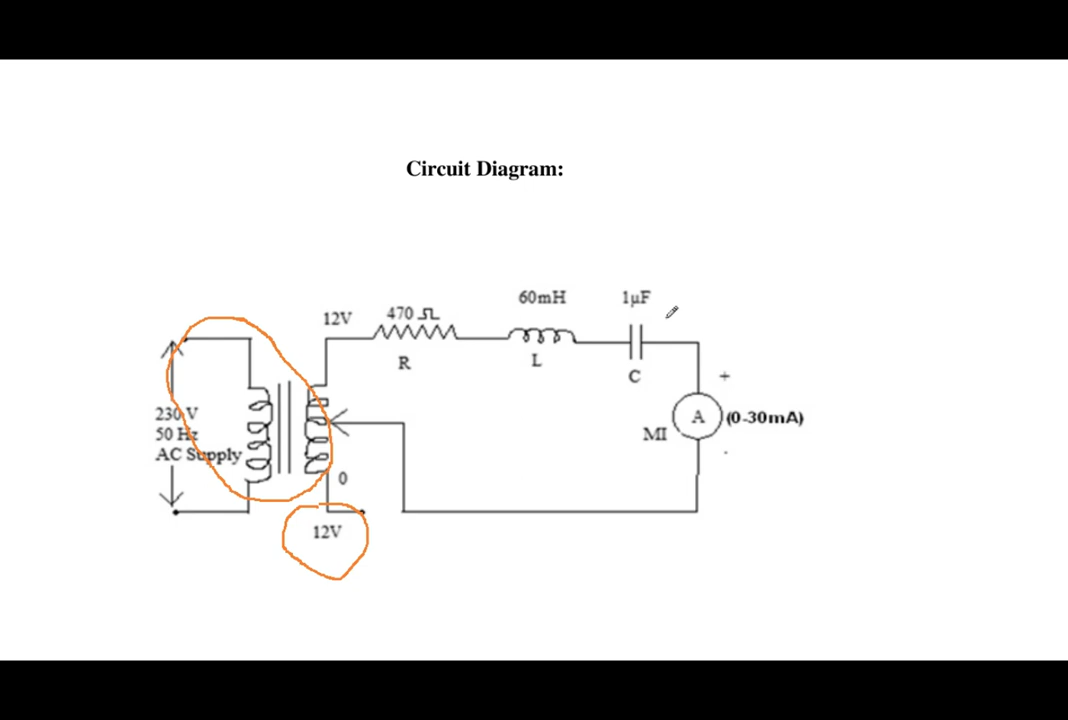 Circuit Diagram:
60mH
1µF
12V
470 Ω
R
L
C
+
230 V
50 Hz
AC Supply
A
(0-30mA)
MI
-
0
12V